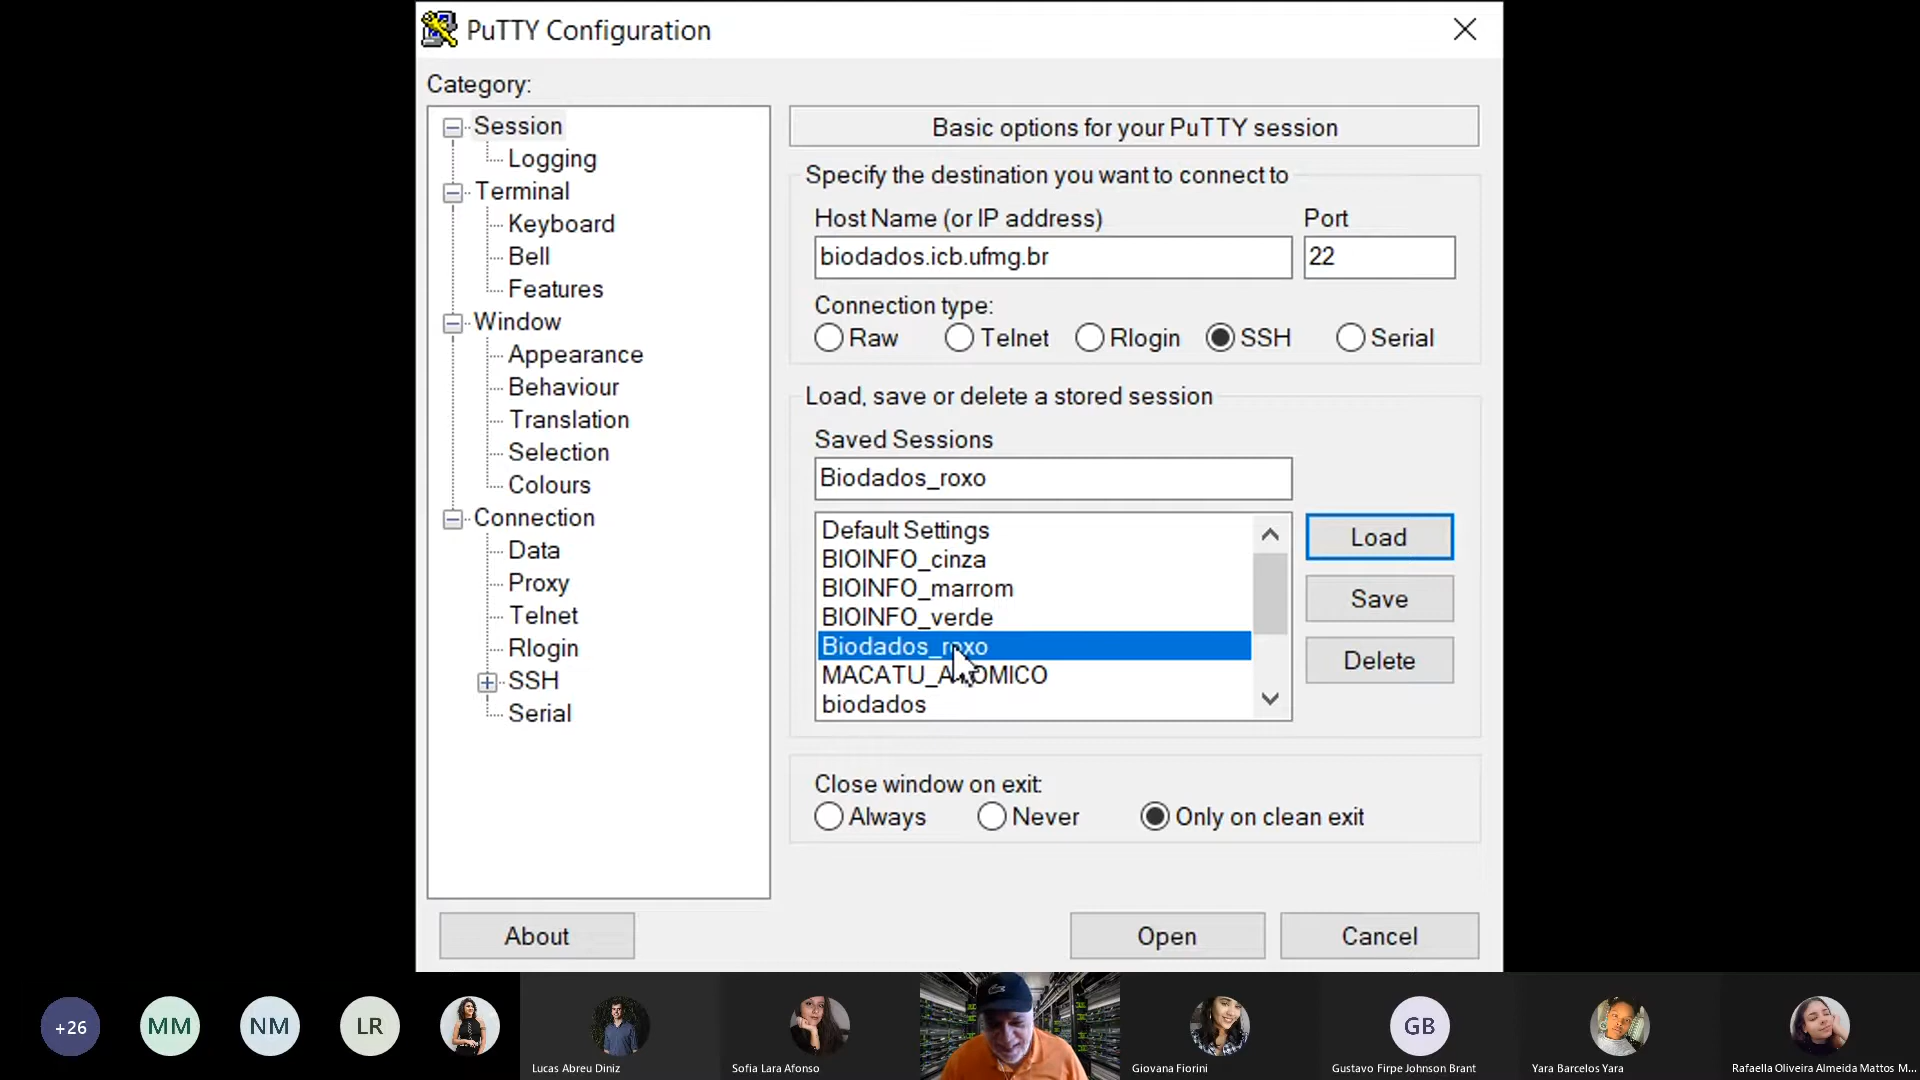 PuTTY Configuration
Category:
Session
Logging
Terminal
Keyboard
Bell
Features
Window
Appearance
Behaviour
Translation
Selection
Colours
Connection
Data
Proxy
Telnet
Rlogin
SSH
Serial
Basic options for your PuTTY session
Specify the destination you want to connect to
Host Name (or IP address) Port
biodados.icb.ufmg.br 22
Connection type:
Raw Telnet Rlogin SSH Serial
Load, save or delete a stored session
Saved Sessions
Biodados_roxo
Default Settings
BIOINFO_cinza
BIOINFO_marrom
BIOINFO_verde
Biodados_roxo
MACATU_ATOMICO
biodados
Load
Save
Delete
Close window on exit:
Always Never Only on clean exit
About Open Cancel
+26 MM NM LR GB
Lucas Abreu Diniz Sofia Lara Afonso Giovana Fiorini Gustavo Firpe Johnson Brant Yara Barcelos Yara Rafaella Oliveira Almeida Mattos M...